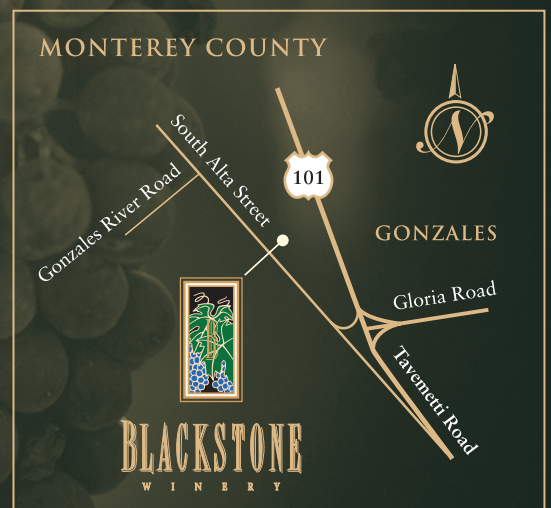 MONTEREY COUNTY
N
South Alta Street
Gonzales River Road
101
GONZALES
Gloria Road
Tavernetti Road
BLACKSTONE
WINERY